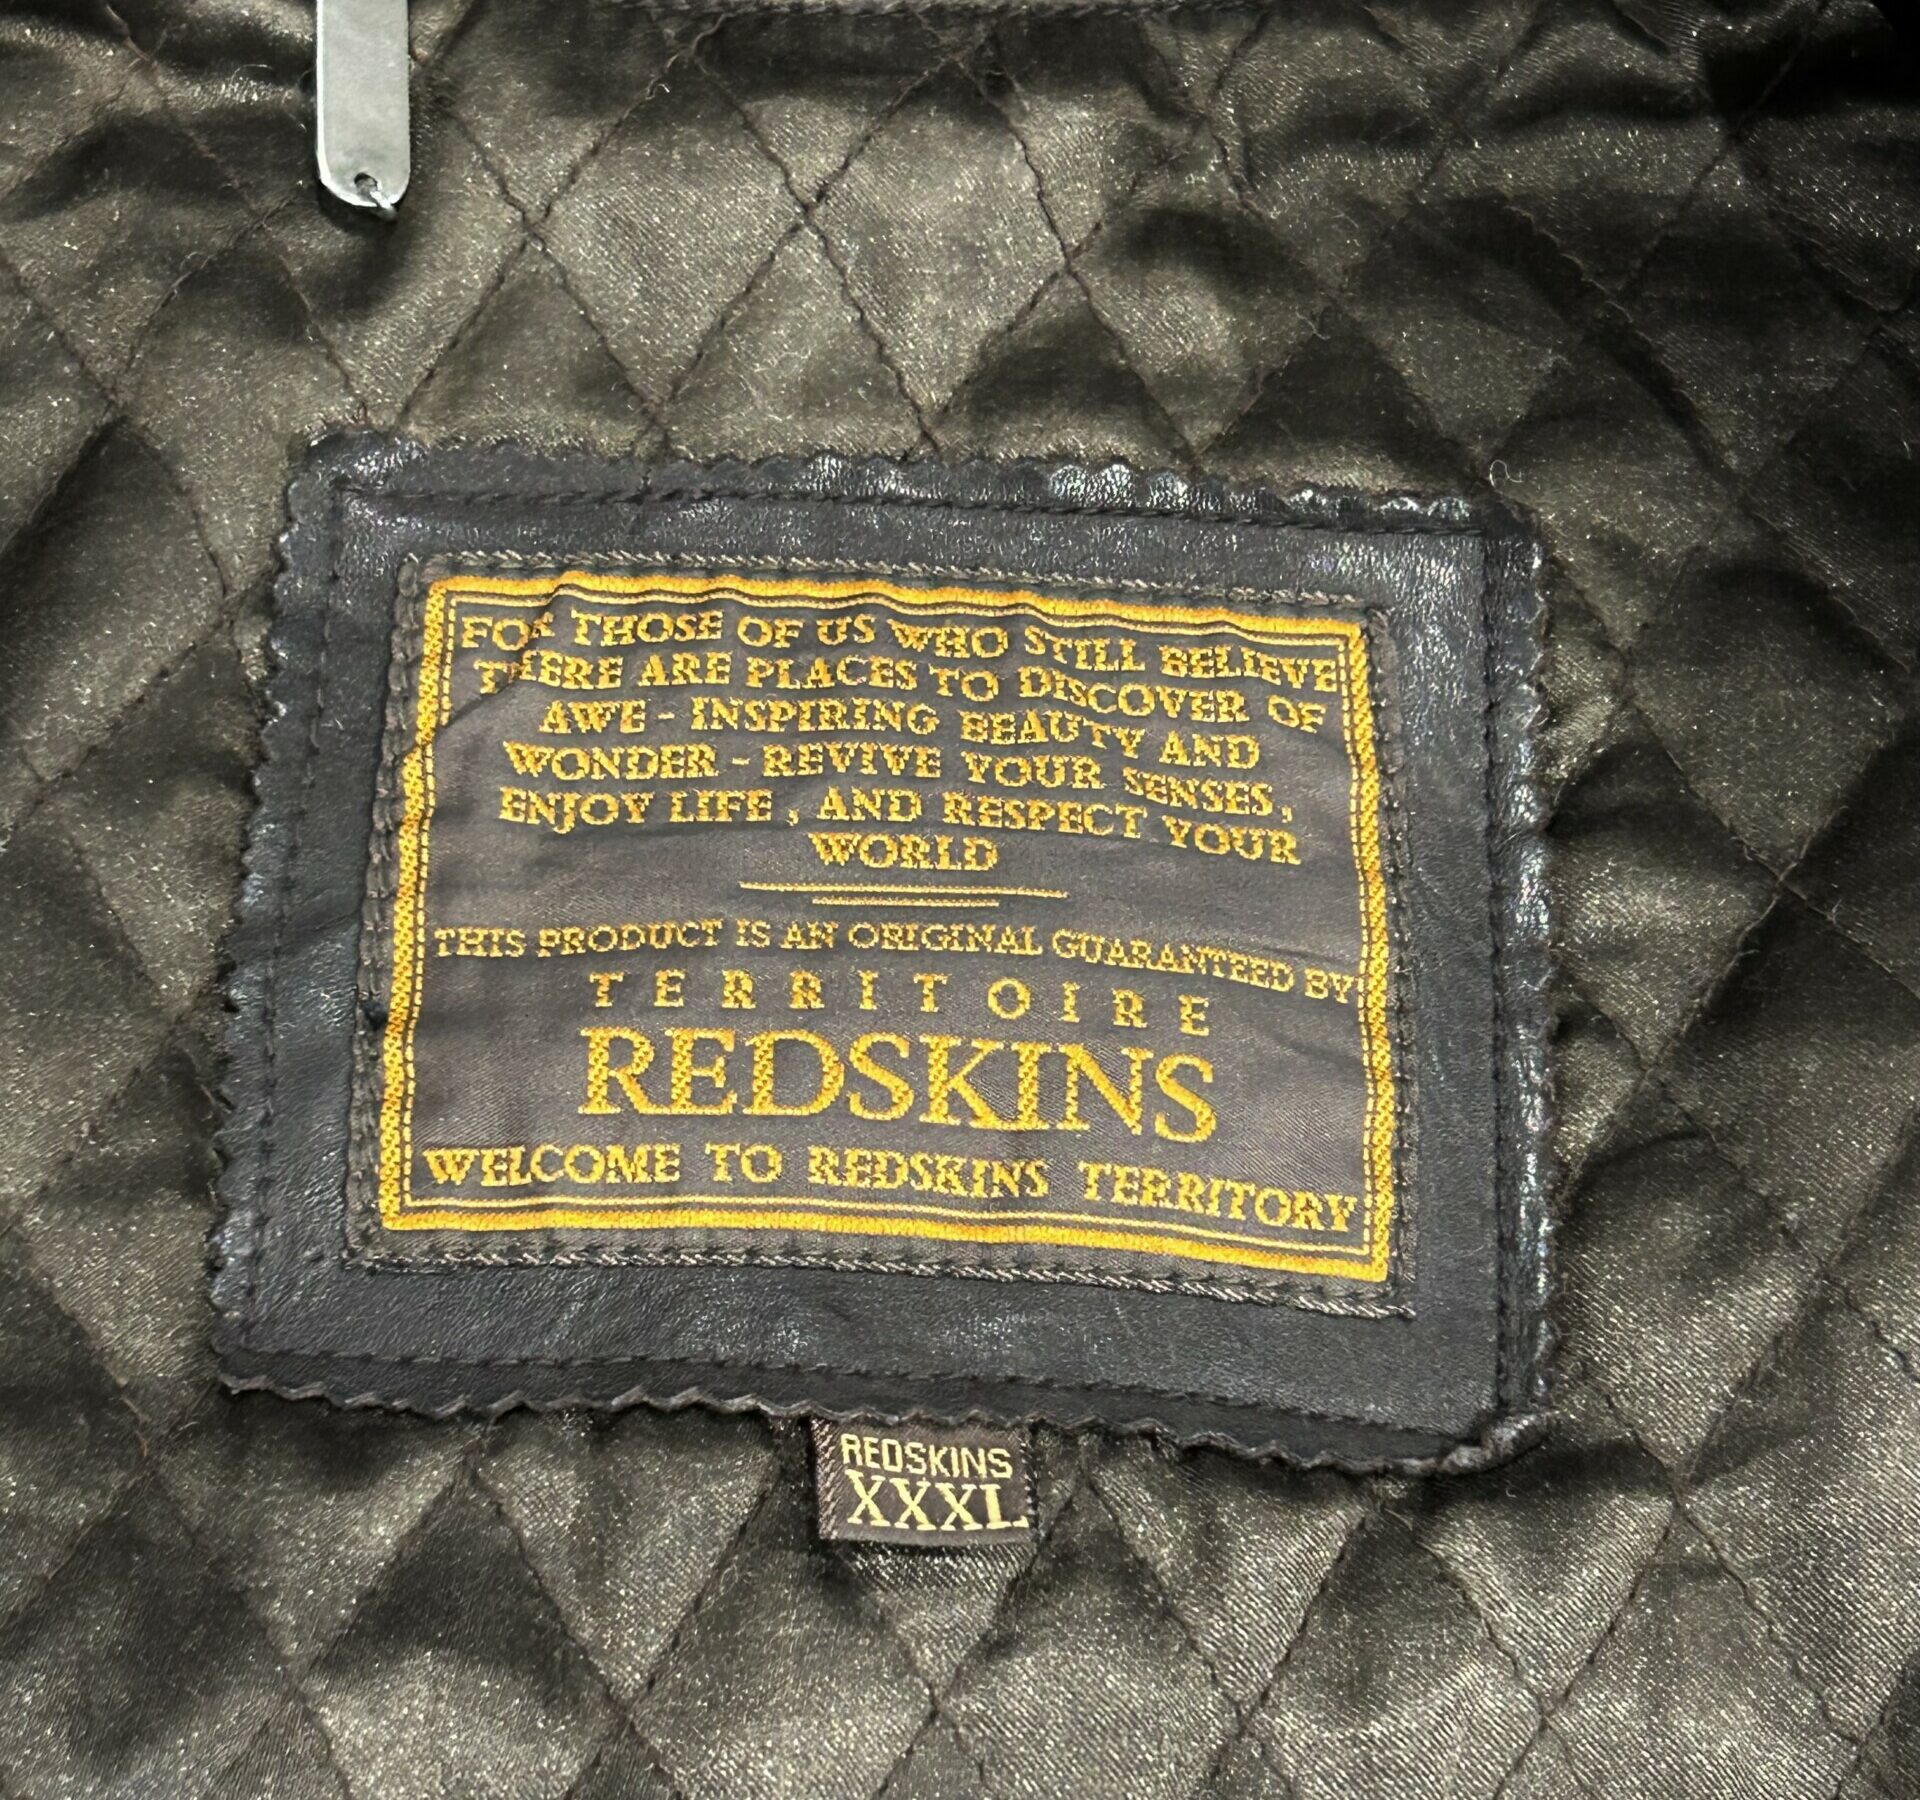 FOR THOSE OF US WHO STILL BELIEVE
THERE ARE PLACES TO DISCOVER OF
AWE - INSPIRING BEAUTY AND
WONDER - REVIVE YOUR SENSES,
ENJOY LIFE , AND RESPECT YOUR
WORLD
THIS PRODUCT IS AN ORIGINAL GUARANTEED BY
TERRITOIRE
REDSKINS
WELCOME TO REDSKINS TERRITORY
REDSKINS
XXXL